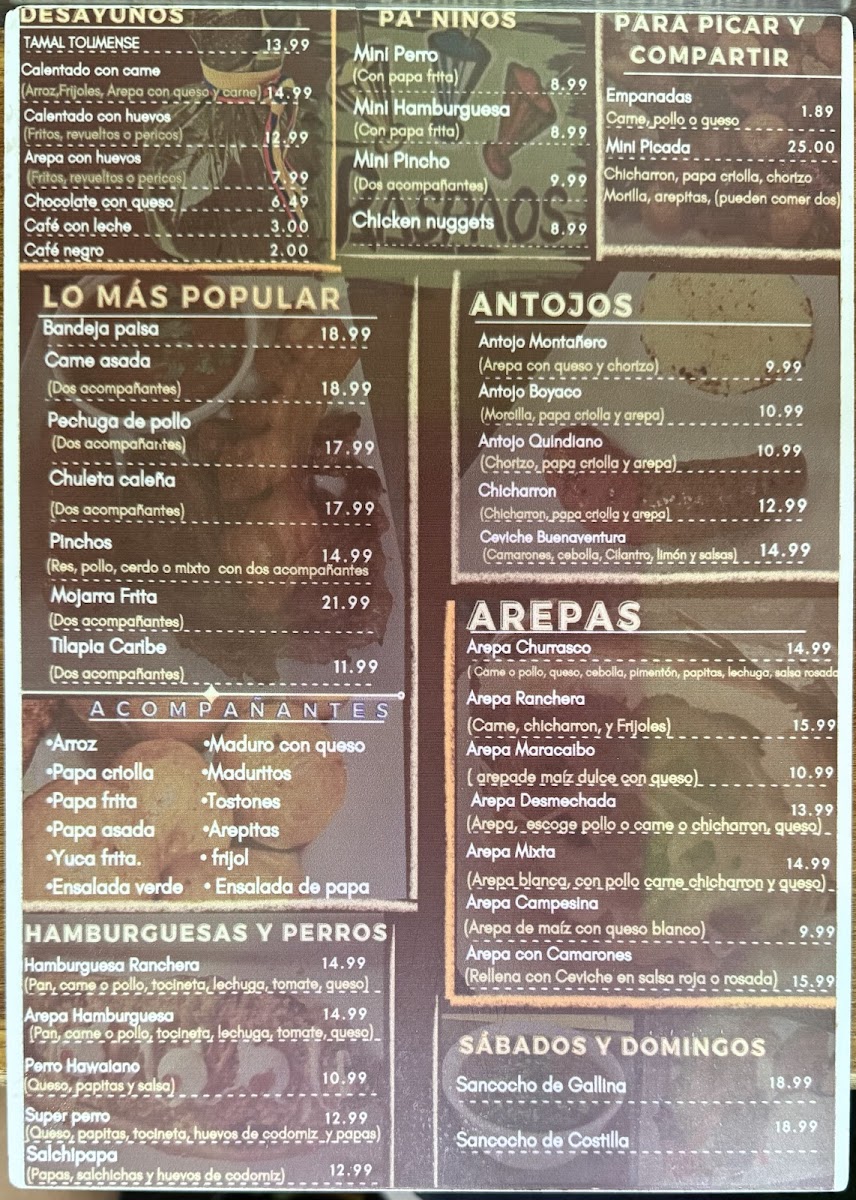 DESAYUNOS
TAMAL TOLIMENSE 13.99
Calentado con carne
(Arroz,Frijoles, Arepa con queso y carne) 14.99
Calentado con huevos
(Fritos, revueltos o pericos) 12.99
Arepa con huevos
(Fritos, revueltos o pericos) 7.99
Chocolate con queso 6.49
Café con leche 3.00
Café negro 2.00
PA' NIÑOS
Mini Perro
(Con papa frita) 8.99
Mini Hamburguesa
(Con papa frita) 8.99
Mini Pincho
(Dos acompañantes) 9.99
Chicken nuggets 8.99
RASPAOS
PARA PICAR Y
COMPARTIR
Empanadas
Carne, pollo o queso 1.89
Mini Picada 25.00
Chicharron, papa criolla, chorizo
Morilla, arepitas, (pueden comer dos)
LO MÁS POPULAR
Bandeja paisa 18.99
Carne asada
(Dos acompañantes) 18.99
Pechuga de pollo
(Dos acompañantes) 17.99
Chuleta caleña
(Dos acompañantes) 17.99
Pinchos
14.99
(Res, pollo, cerdo o mixto con dos acompañantes
Mojarra Frita 21.99
(Dos acompañantes)
Tilapia Caribe
(Dos acompañantes) 11.99
ACOMPAÑANTES
•Arroz •Maduro con queso
•Papa criolla •Maduritos
•Papa frita •Tostones
•Papa asada •Arepitas
•Yuca frita. • frijol
•Ensalada verde • Ensalada de papa
HAMBURGUESAS Y PERROS
Hamburguesa Ranchera 14.99
(Pan, carne o pollo, tocineta, lechuga, tomate, queso)
Arepa Hamburguesa 14.99
(Pan, carne o pollo, tocineta, lechuga, tomate, queso)
Perro Hawaiano
(Queso, papitas y salsa) 10.99
Super perro 12.99
(Queso, papitas, tocineta, huevos de codorniz y papas)
Salchipapa
(Papas, salchichas y huevos de codorniz) 12.99
ANTOJOS
Antojo Montañero
(Arepa con queso y chorizo) 9.99
Antojo Boyaco
(Morcilla, papa criolla y arepa) 10.99
Antojo Quindiano
(Chorizo, papa criolla y arepa) 10.99
Chicharron
(Chicharron, papa criolla y arepa) 12.99
Ceviche Buenaventura
(Camarones, cebolla, Cilantro, limón y salsas) 14.99
AREPAS
Arepa Churrasco 14.99
( Carne o pollo, queso, cebolla, pimentón, papitas, lechuga, salsa rosada
Arepa Ranchera
(Carne, chicharron, y Frijoles) 15.99
Arepa Maracaibo
( arepade maíz dulce con queso) 10.99
Arepa Desmechada 13.99
(Arepa, escoge pollo o carne o chicharron, queso)
Arepa Mixta 14.99
(Arepa blanca, con pollo carne chicharron y queso)
Arepa Campesina
(Arepa de maíz con queso blanco) 9.99
Arepa con Camarones
(Rellena con Ceviche en salsa roja o rosada) 15.99
SÁBADOS Y DOMINGOS
Sancocho de Gallina 18.99
Sancocho de Costilla 18.99